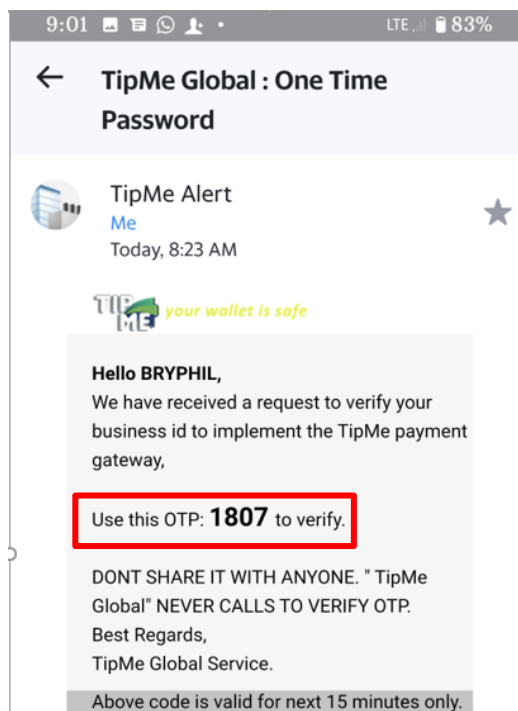 9:01 LTE 83%
TipMe Global : One Time
Password
TipMe Alert
Me
Today, 8:23 AM
TIP ME your wallet is safe
Hello BRYPHIL,
We have received a request to verify your
business id to implement the TipMe payment
gateway,
Use this OTP: 1807 to verify.
DONT SHARE IT WITH ANYONE. " TipMe
Global" NEVER CALLS TO VERIFY OTP.
Best Regards,
TipMe Global Service.
Above code is valid for next 15 minutes only.